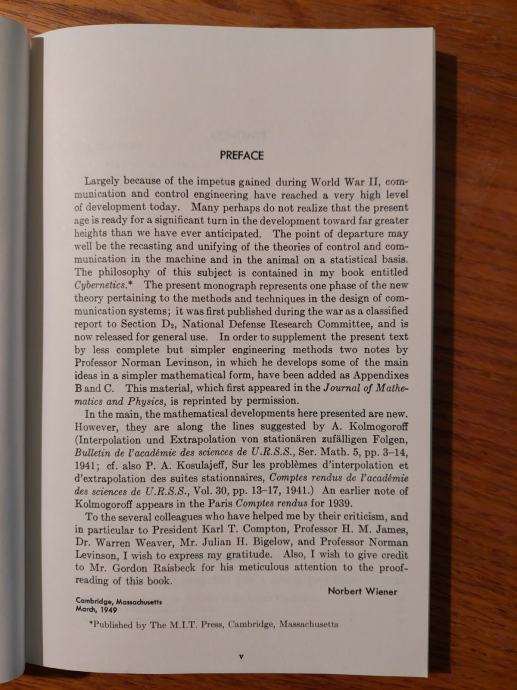 PREFACE
Largely because of the impetus gained during World War II, com-
munication and control engineering have reached a very high level
of development today. Many perhaps do not realize that the present
age is ready for a significant turn in the development toward far greater
heights than we have ever anticipated. The point of departure may
well be the recasting and unifying of the theories of control and com-
munication in the machine and in the animal on a statistical basis.
The philosophy of this subject is contained in my book entitled
Cybernetics.* The present monograph represents one phase of the new
theory pertaining to the methods and techniques in the design of com-
munication systems; it was first published during the war as a classified
report to Section D₂, National Defense Research Committee, and is
now released for general use. In order to supplement the present text
by less complete but simpler engineering methods two notes by
Professor Norman Levinson, in which he develops some of the main
ideas in a simpler mathematical form, have been added as Appendixes
B and C. This material, which first appeared in the Journal of Mathe-
matics and Physics, is reprinted by permission.
In the main, the mathematical developments here presented are new.
However, they are along the lines suggested by A. Kolmogoroff
(Interpolation und Extrapolation von stationären zufälligen Folgen,
Bulletin de l'académie des sciences de U.R.S.S., Ser. Math. 5, pp. 3–14,
1941; cf. also P. A. Kosulajeff, Sur les problèmes d'interpolation et
d'extrapolation des suites stationnaires, Comptes rendus de l'académie
des sciences de U.R.S.S., Vol. 30, pp. 13–17, 1941.) An earlier note of
Kolmogoroff appears in the Paris Comptes rendus for 1939.
To the several colleagues who have helped me by their criticism, and
in particular to President Karl T. Compton, Professor H. M. James,
Dr. Warren Weaver, Mr. Julian H. Bigelow, and Professor Norman
Levinson, I wish to express my gratitude. Also, I wish to give credit
to Mr. Gordon Raisbeck for his meticulous attention to the proof-
reading of this book.
Norbert Wiener
Cambridge, Massachusetts
March, 1949
*Published by The M.I.T. Press, Cambridge, Massachusetts
v